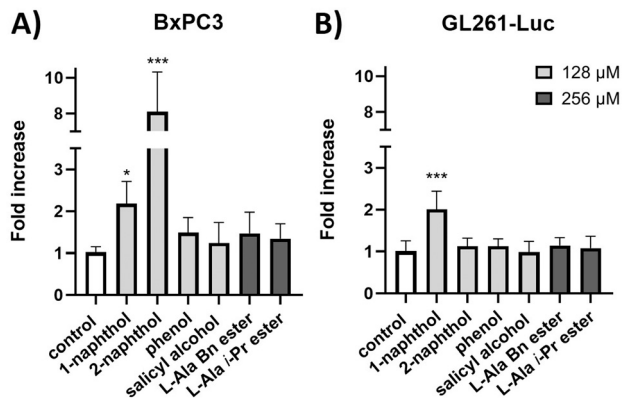 A) BxPC3
Fold increase
10
8
3
2
1
0
*
***
control
1-naphthol
2-naphthol
phenol
salicyl alcohol
L-Ala Bn ester
L-Ala i-Pr ester
B) GL261-Luc
128 µM
256 µM
Fold increase
10
8
3
2
1
0
***
control
1-naphthol
2-naphthol
phenol
salicyl alcohol
L-Ala Bn ester
L-Ala i-Pr ester